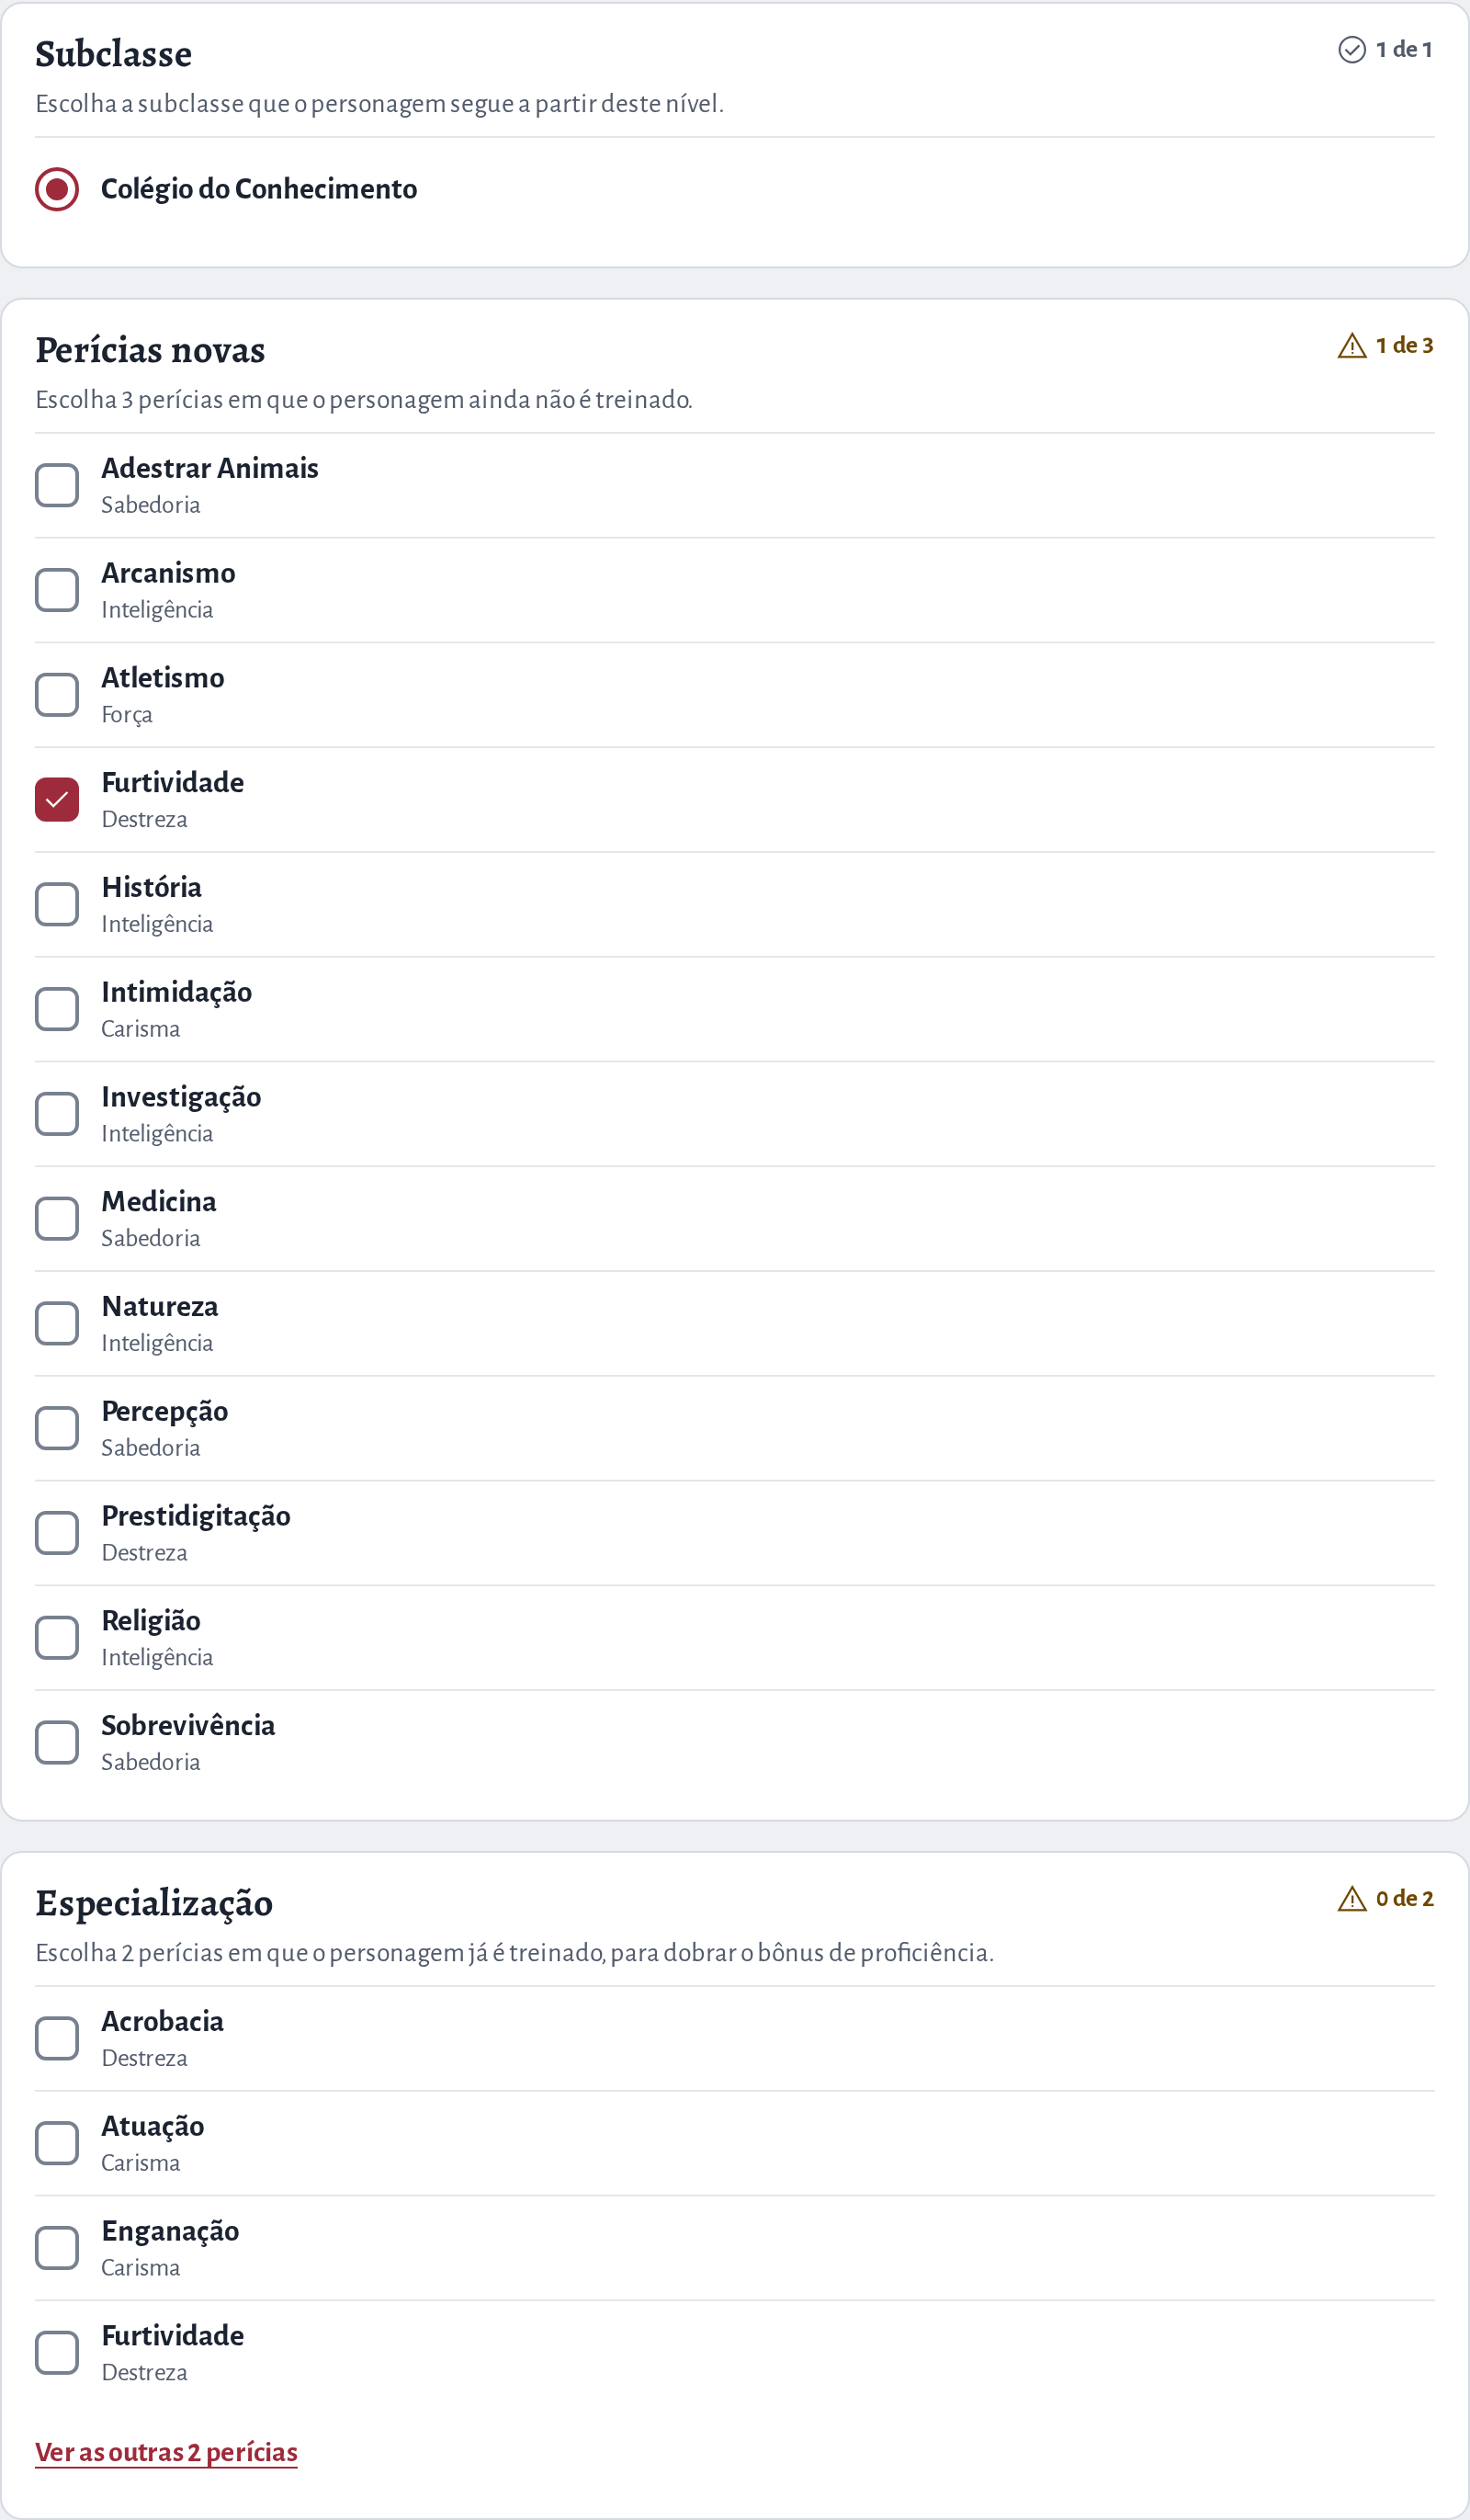 Subclasse
1 de 1
Escolha a subclasse que o personagem segue a partir deste nível.
Colégio do Conhecimento
Perícias novas
1 de 3
Escolha 3 perícias em que o personagem ainda não é treinado.
Adestrar Animais
Sabedoria
Arcanismo
Inteligência
Atletismo
Força
Furtividade
Destreza
História
Inteligência
Intimidação
Carisma
Investigação
Inteligência
Medicina
Sabedoria
Natureza
Inteligência
Percepção
Sabedoria
Prestidigitação
Destreza
Religião
Inteligência
Sobrevivência
Sabedoria
Especialização
0 de 2
Escolha 2 perícias em que o personagem já é treinado, para dobrar o bônus de proficiência.
Acrobacia
Destreza
Atuação
Carisma
Enganação
Carisma
Furtividade
Destreza
Ver as outras 2 perícias